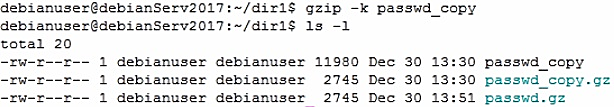 debianuser@debianServ2017:~/dir1$ gzip -k passwd_copy
debianuser@debianServ2017:~/dir1$ ls -l
total 20
-rw-r--r-- 1 debianuser debianuser 11980 Dec 30 13:30 passwd_copy
-rw-r--r-- 1 debianuser debianuser  2745 Dec 30 13:30 passwd_copy.gz
-rw-r--r-- 1 debianuser debianuser  2745 Dec 30 13:51 passwd.gz